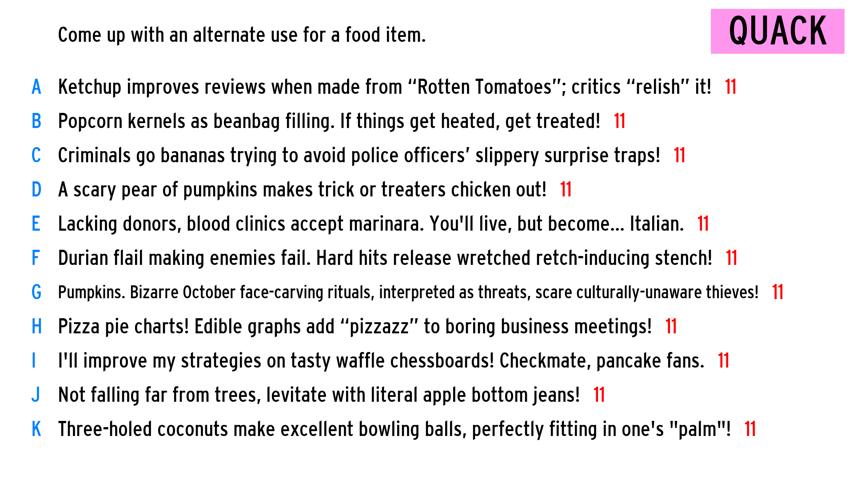 Come up with an alternate use for a food item.
QUACK
A Ketchup improves reviews when made from “Rotten Tomatoes”; critics “relish” it! 11
B Popcorn kernels as beanbag filling. If things get heated, get treated! 11
C Criminals go bananas trying to avoid police officers’ slippery surprise traps! 11
D A scary pear of pumpkins makes trick or treaters chicken out! 11
E Lacking donors, blood clinics accept marinara. You'll live, but become... Italian. 11
F Durian flail making enemies fail. Hard hits release wretched retch-inducing stench! 11
G Pumpkins. Bizarre October face-carving rituals, interpreted as threats, scare culturally-unaware thieves! 11
H Pizza pie charts! Edible graphs add “pizzazz” to boring business meetings! 11
I I'll improve my strategies on tasty waffle chessboards! Checkmate, pancake fans. 11
J Not falling far from trees, levitate with literal apple bottom jeans! 11
K Three-holed coconuts make excellent bowling balls, perfectly fitting in one's "palm"! 11